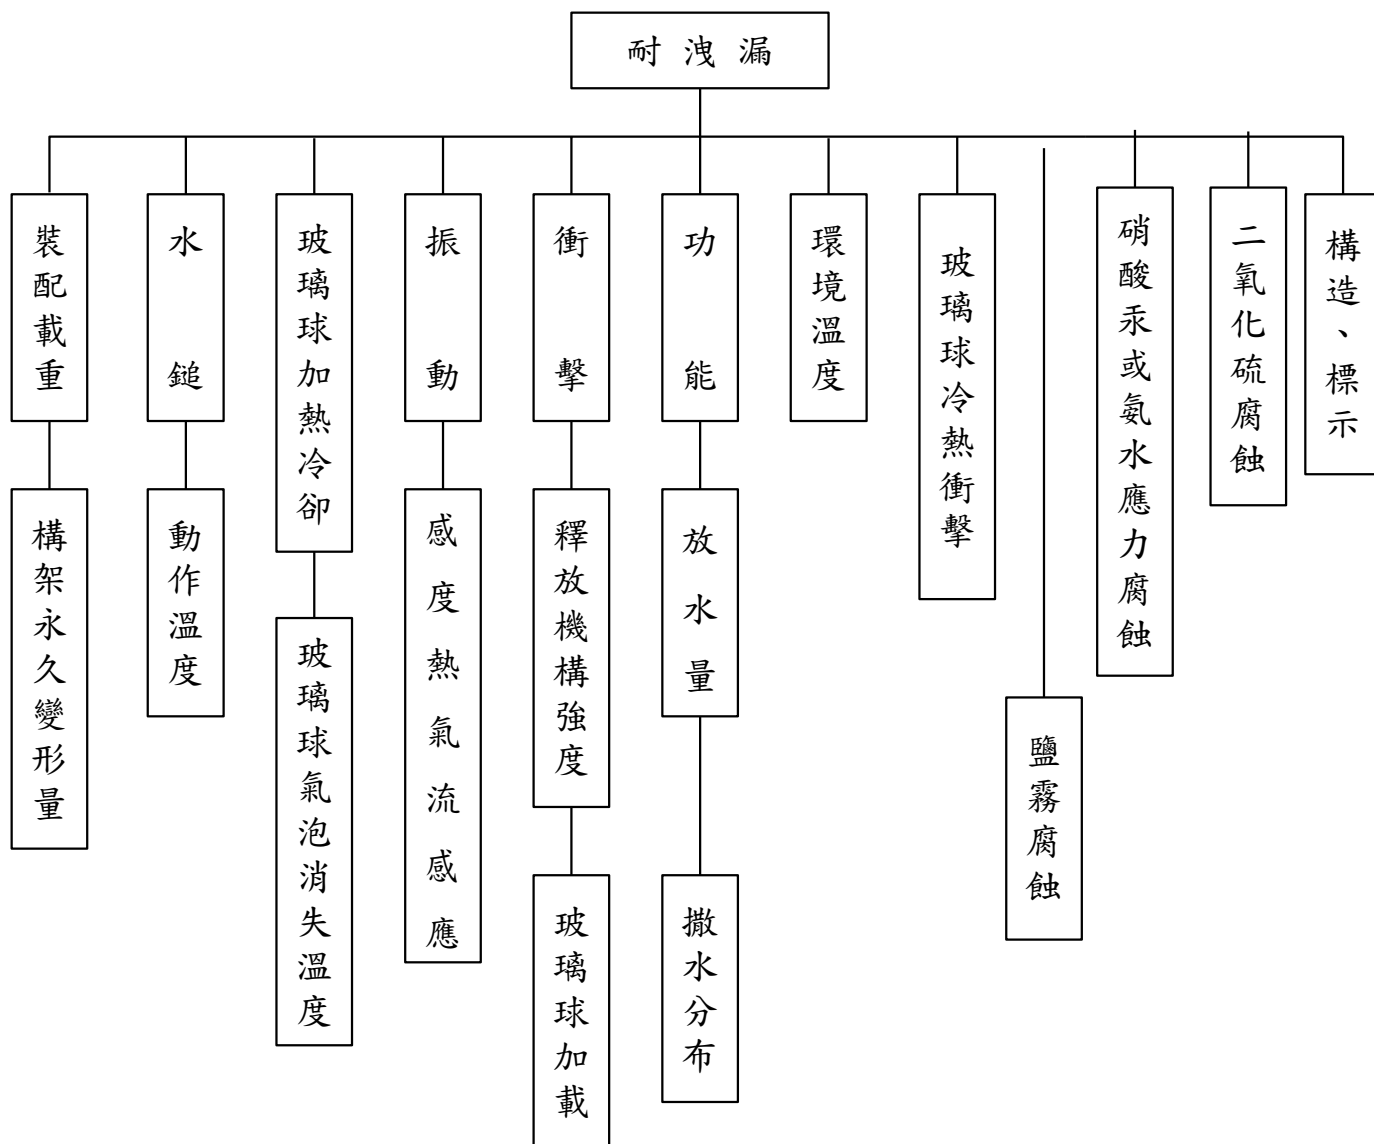 耐洩漏
裝配載重
水鎚
玻璃球加熱冷卻
振動
衝擊
功能
環境溫度
玻璃球冷熱衝擊
鹽霧腐蝕
硝酸汞或氨水應力腐蝕
二氧化硫腐蝕
構造、標示
構架永久變形量
動作溫度
玻璃球氣泡消失溫度
感度熱氣流感應
釋放機構強度
放水量
玻璃球加載
撒水分布